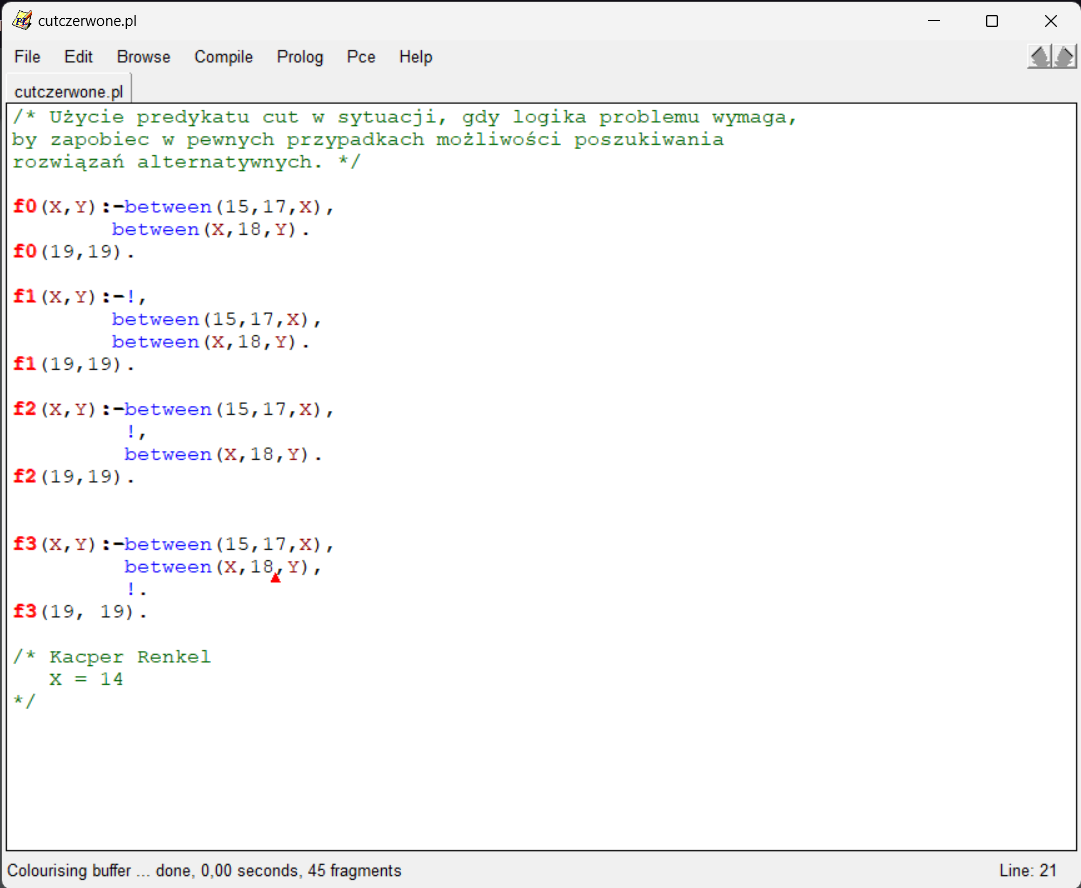 cutczerwone.pl
File Edit Browse Compile Prolog Pce Help
cutczerwone.pl
/* Użycie predykatu cut w sytuacji, gdy logika problemu wymaga,
by zapobiec w pewnych przypadkach możliwości poszukiwania
rozwiązań alternatywnych. */
f0(X,Y):-between(15,17,X),
between(X,18,Y).
f0(19,19).
f1(X,Y):-!,
between(15,17,X),
between(X,18,Y).
f1(19,19).
f2(X,Y):-between(15,17,X),
!,
between(X,18,Y).
f2(19,19).
f3(X,Y):-between(15,17,X),
between(X,18,Y),
!.
f3(19, 19).
/* Kacper Renkel
X = 14
*/
Colourising buffer ... done, 0,00 seconds, 45 fragments
Line: 21